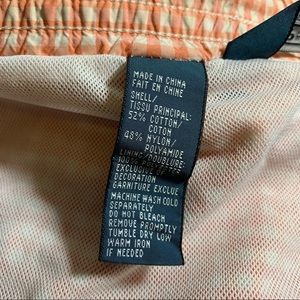 MADE IN CHINA
FAIT EN CHINE
SHELL/
TISSU PRINCIPAL:
52% COTTON/
COTON
48% NYLON/
POLYAMIDE
LINING/DOUBLURE:
100% POLYESTER
EXCLUSIVE OF
DECORATION
GARNITURE EXCLUE
MACHINE WASH COLD
SEPARATELY
DO NOT BLEACH
REMOVE PROMPTLY
TUMBLE DRY LOW
WARM IRON
IF NEEDED